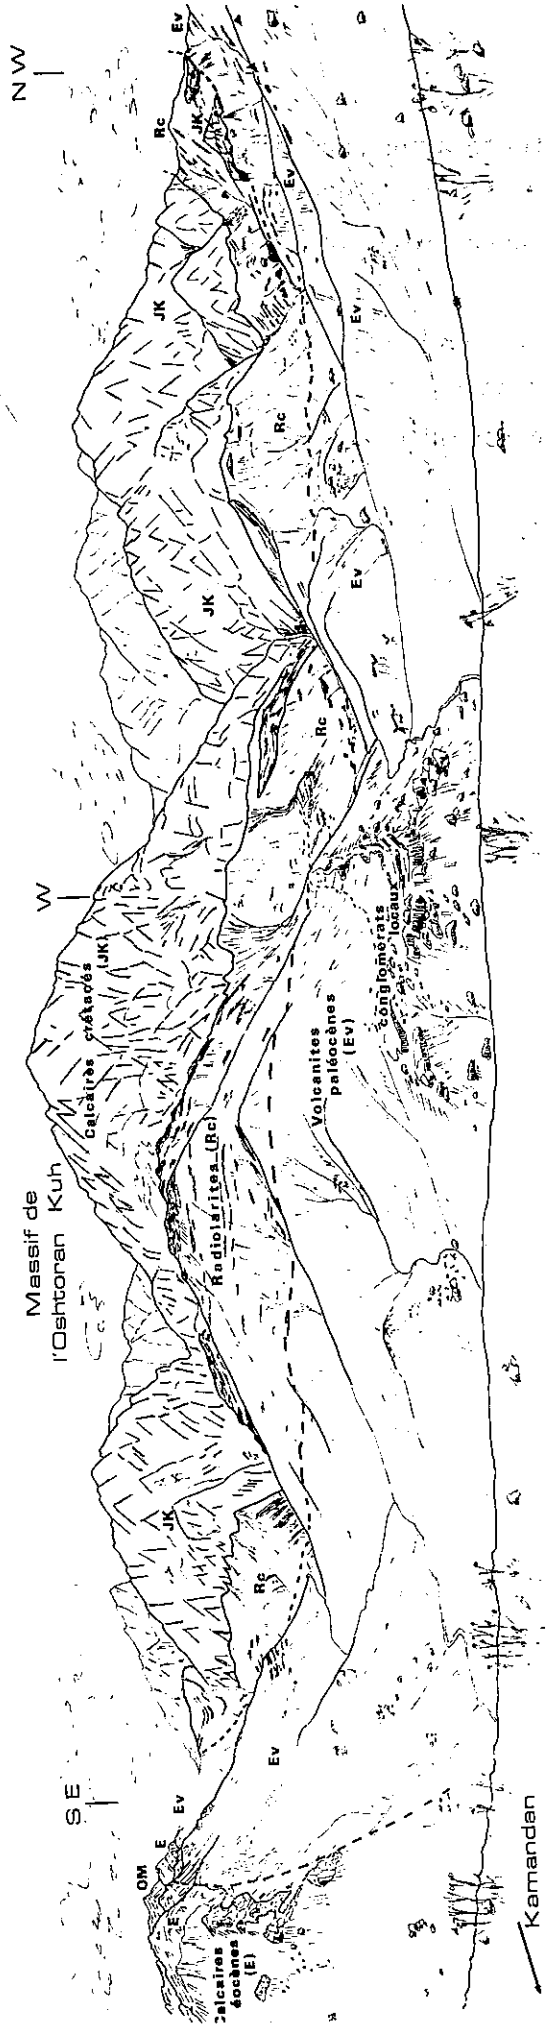 SE
Massif de
l'Oshtoran Kuh
W
NW
OM
E
Ev
E
Calcaires
éocènes
(E)
Ev
JK
Rc
Calcaires crétacés
(JK)
Radiolarites (Rc)
Volcanites
paléocènes
(Ev)
conglomérats
locaux
Rc
JK
Ev
Rc
JK
Ev
Rc
JK
Ev
Ev
Kamandan